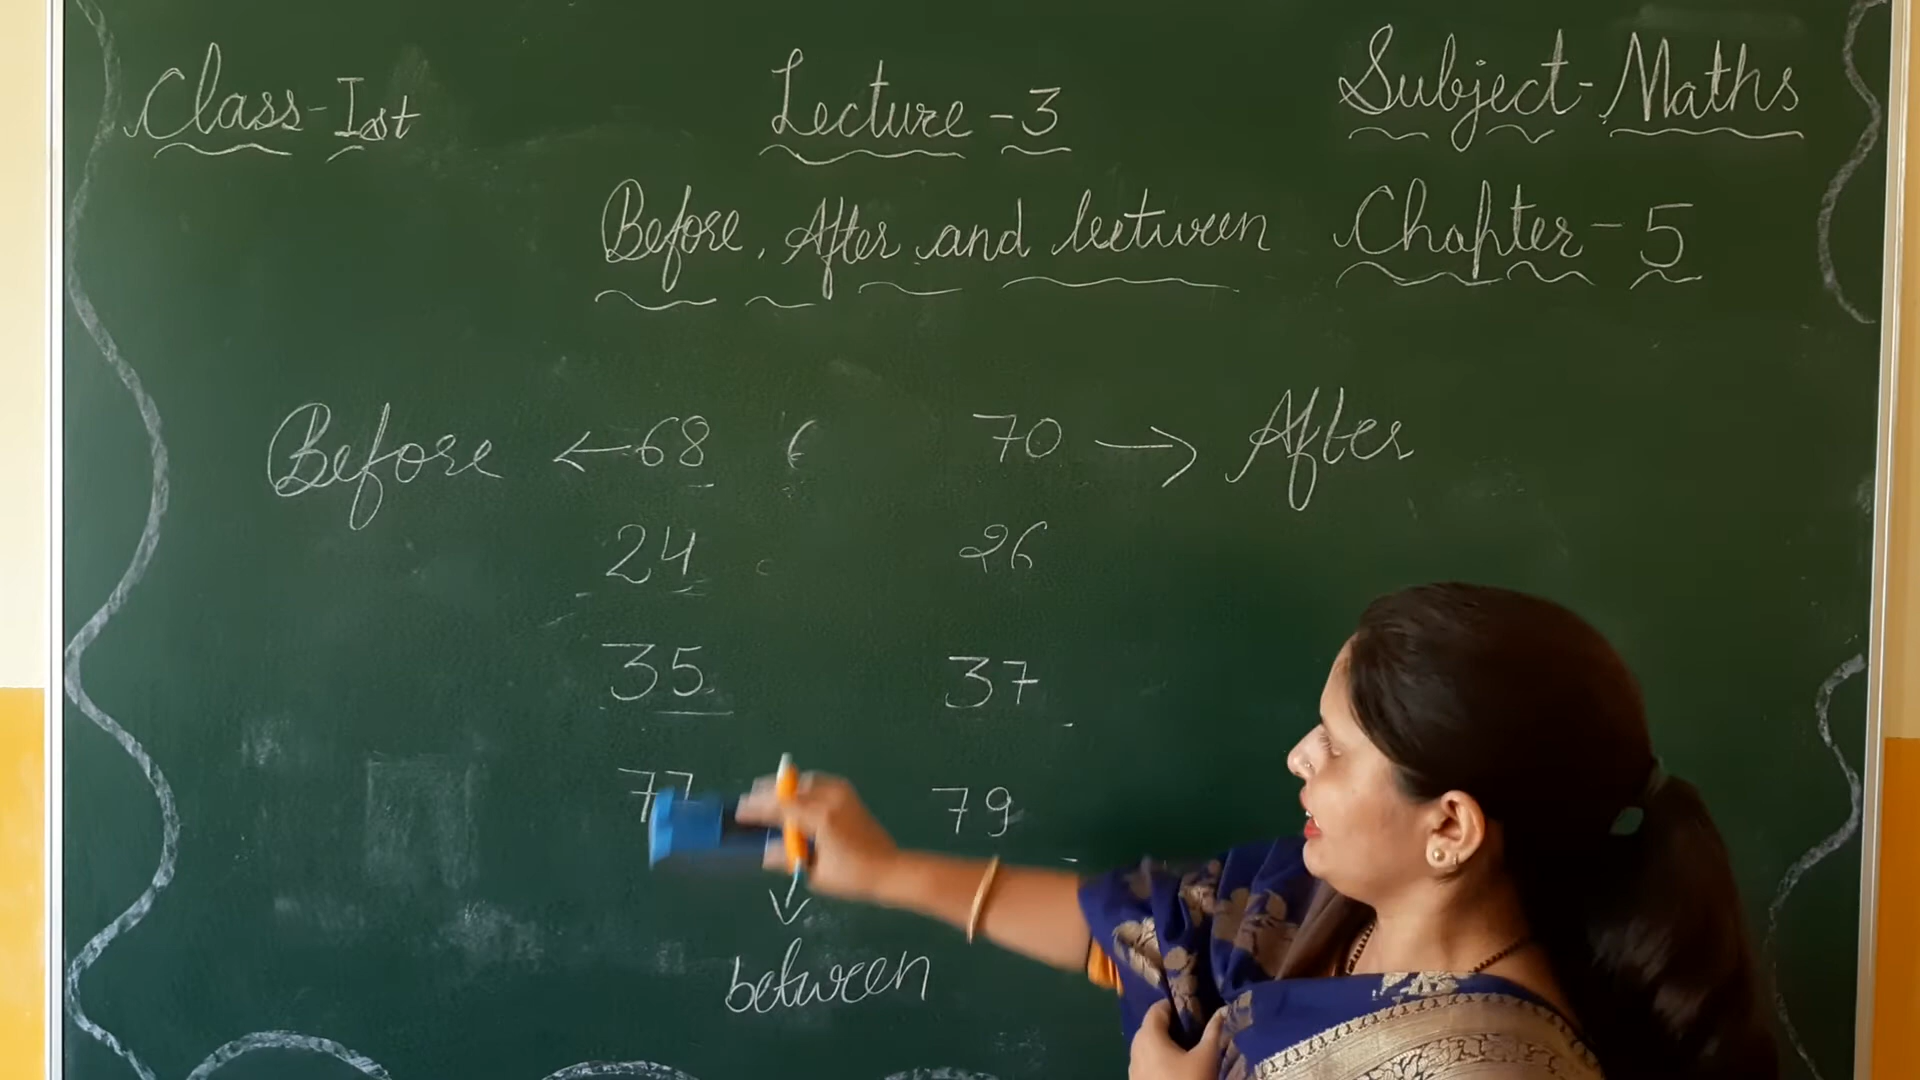 Class-Ist Lecture-3 Subject-Maths
Before, After and between Chapter-5
Before ← 68 70 → After
24 26
35 37
77 79
between